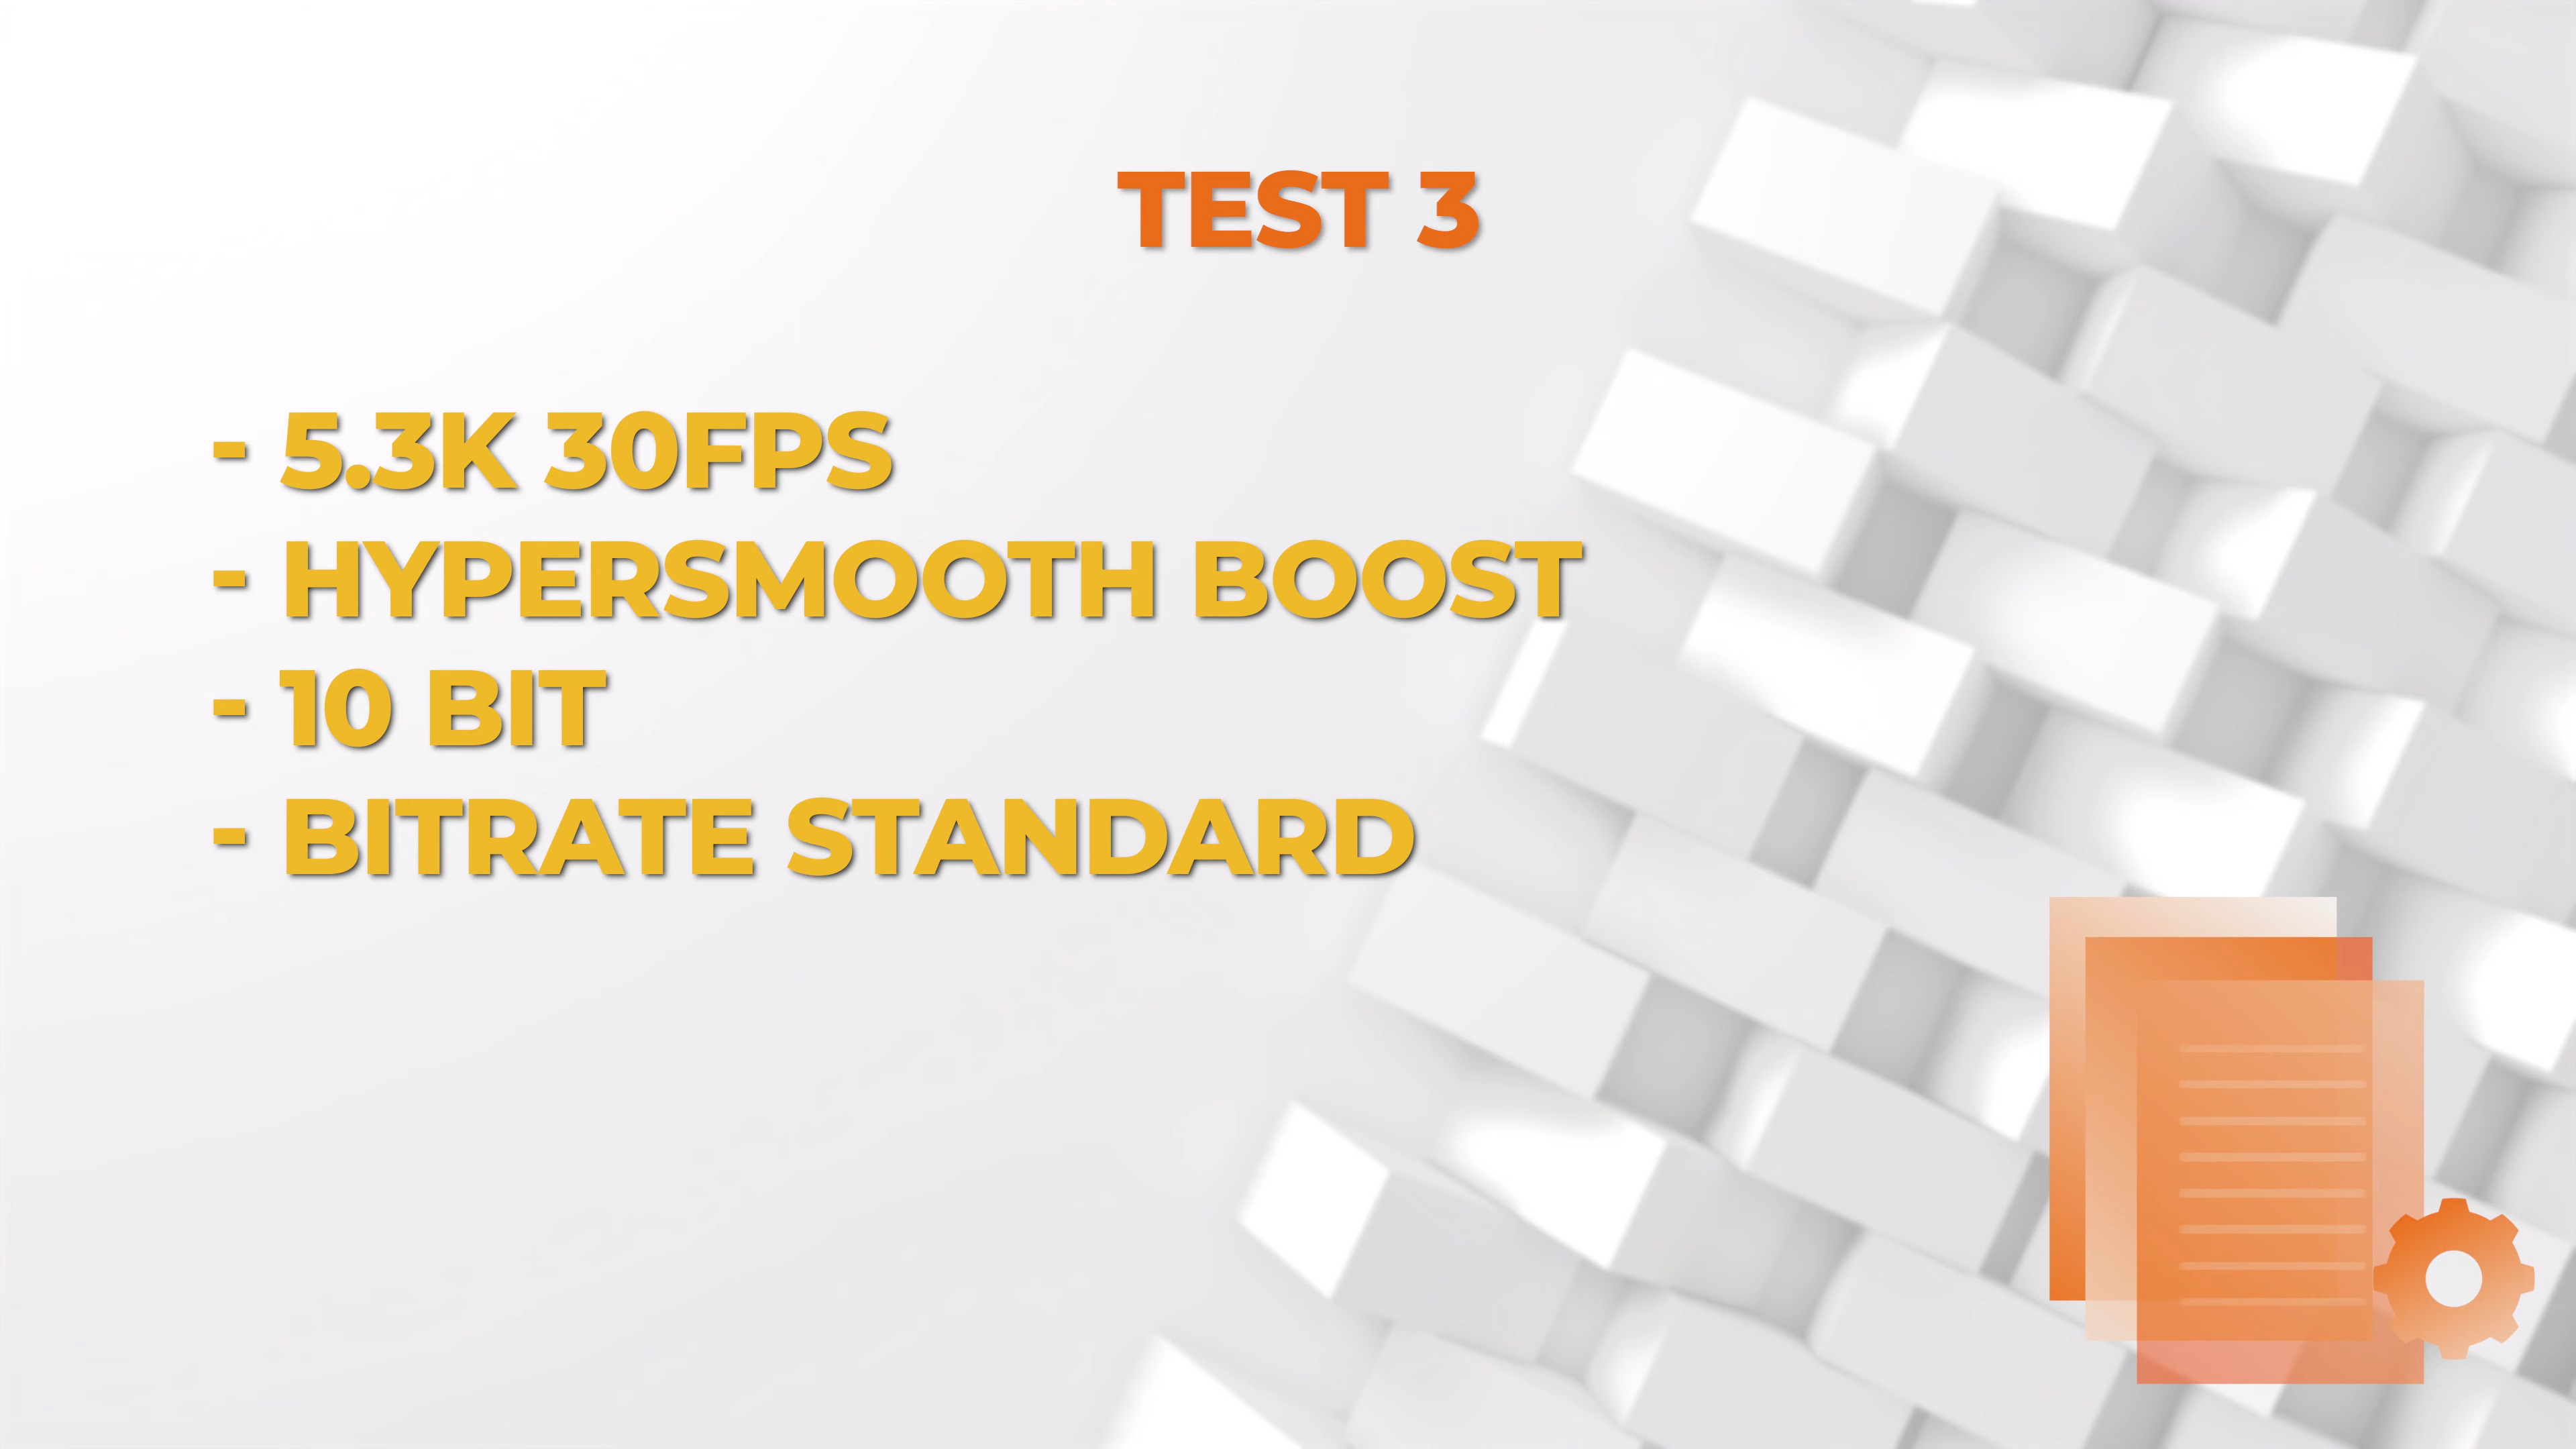 TEST 3
- 5.3K 30FPS
- HYPERSMOOTH BOOST
- 10 BIT
- BITRATE STANDARD